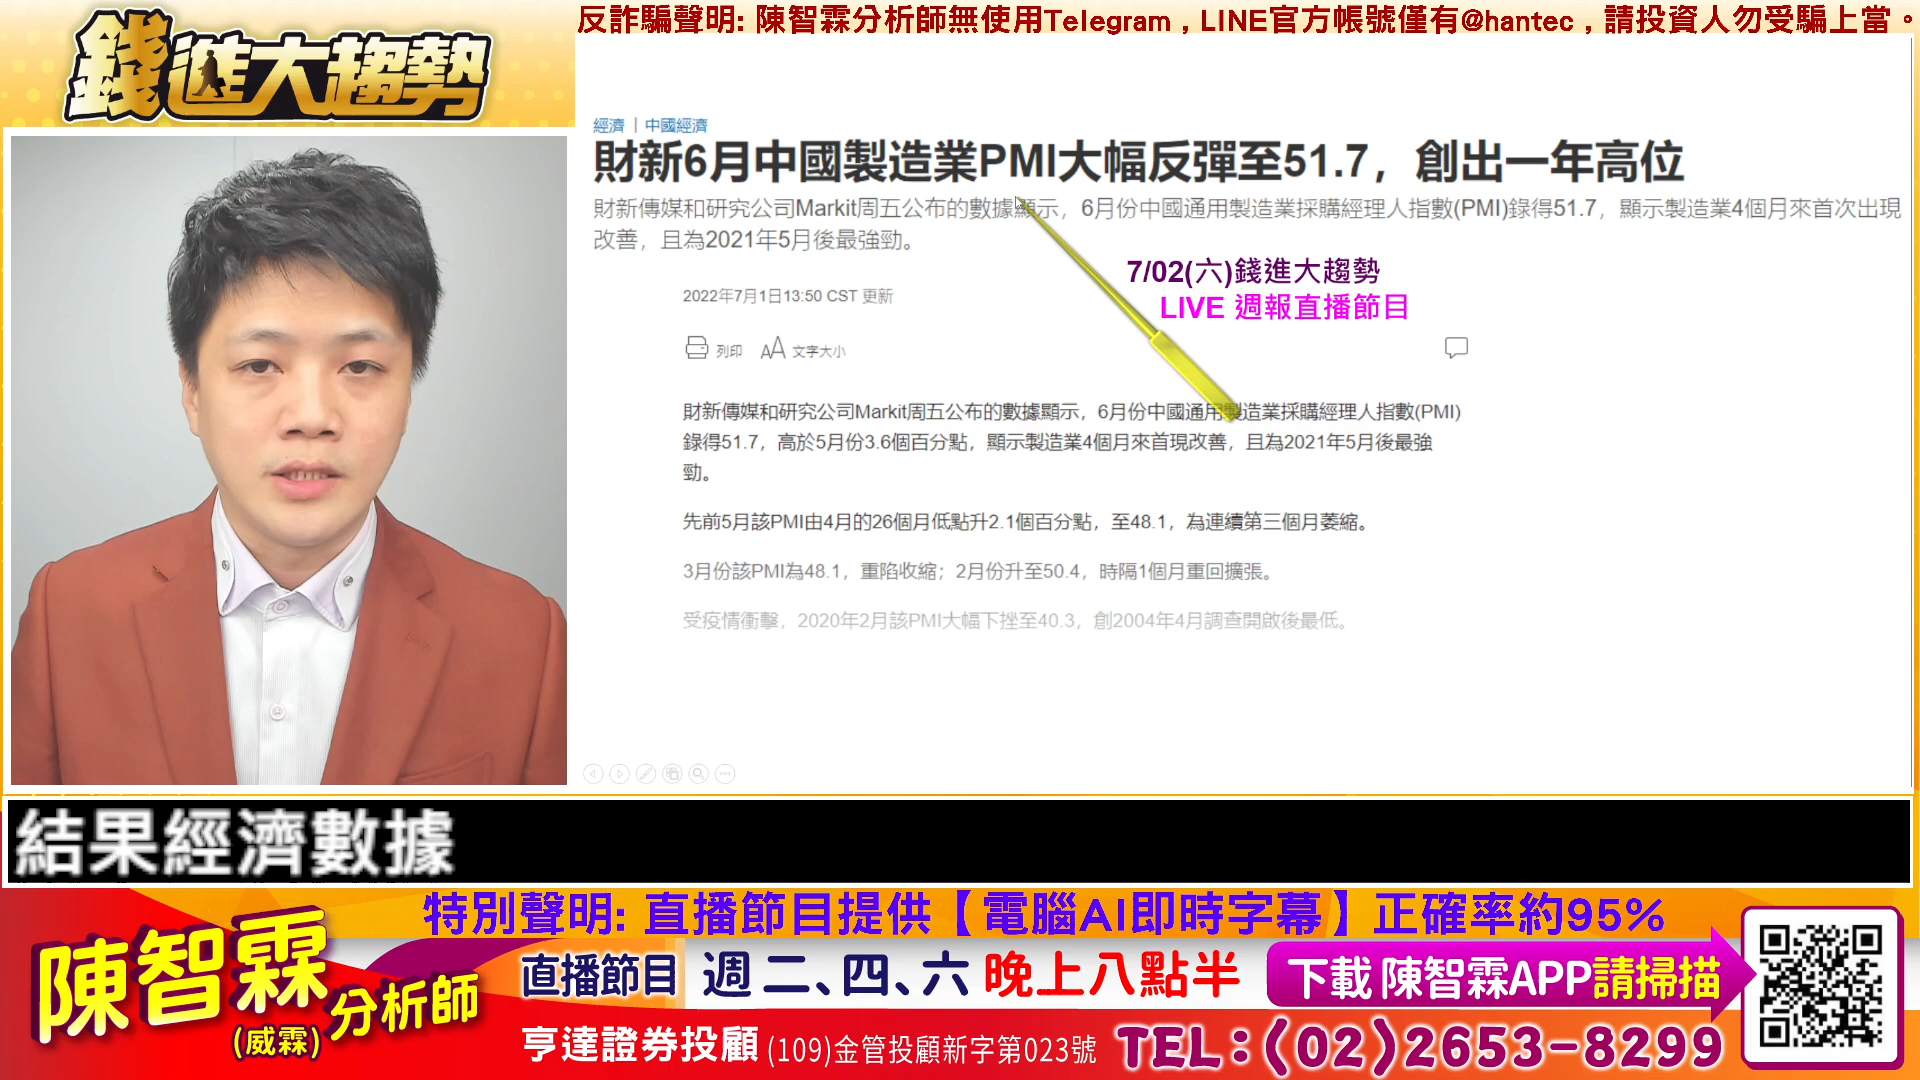 反詐騙聲明: 陳智霖分析師無使用Telegram , LINE官方帳號僅有@hantec , 請投資人勿受騙上當。
錢進大趨勢
經濟 | 中國經濟
財新6月中國製造業PMI大幅反彈至51.7，創出一年高位
財新傳媒和研究公司Markit周五公布的數據顯示，6月份中國通用製造業採購經理人指數(PMI)錄得51.7，顯示製造業4個月來首次出現
改善，且為2021年5月後最強勁。
7/02(六)錢進大趨勢
LIVE 週報直播節目
2022年7月1日13:50 CST 更新
列印 AA 文字大小
財新傳媒和研究公司Markit周五公布的數據顯示，6月份中國通用製造業採購經理人指數(PMI)
錄得51.7，高於5月份3.6個百分點，顯示製造業4個月來首現改善，且為2021年5月後最強
勁。
先前5月該PMI由4月的26個月低點升2.1個百分點，至48.1，為連續第三個月萎縮。
3月份該PMI為48.1，重陷收縮；2月份升至50.4，時隔1個月重回擴張。
受疫情衝擊，2020年2月該PMI大幅下挫至40.3，創2004年4月調查開啟後最低。
結果經濟數據
特別聲明: 直播節目提供【電腦AI即時字幕】正確率約95%
陳智霖分析師
(威霖)
直播節目 週二、四、六 晚上八點半
下載 陳智霖APP請掃描
亨達證券投顧 (109)金管投顧新字第023號 TEL:(02)2653-8299